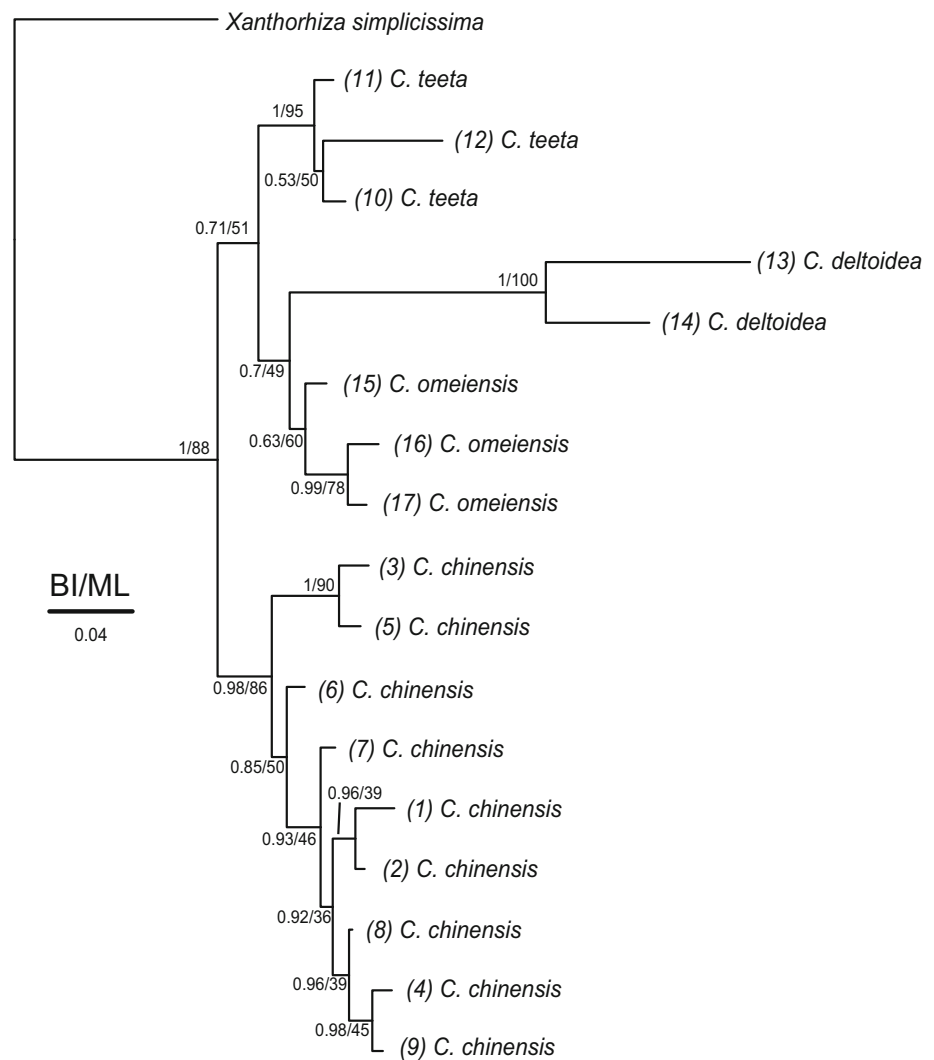 Xanthorhiza simplicissima
(11) C. teeta
1/95
(12) C. teeta
0.53/50
(10) C. teeta
0.71/51
(13) C. deltoidea
1/100
(14) C. deltoidea
0.7/49
(15) C. omeiensis
0.63/60
(16) C. omeiensis
1/88
0.99/78
(17) C. omeiensis
(3) C. chinensis
1/90
BI/ML
0.04
(5) C. chinensis
0.98/86
(6) C. chinensis
(7) C. chinensis
0.85/50
0.96/39
(1) C. chinensis
0.93/46
(2) C. chinensis
0.92/36
(8) C. chinensis
0.96/39
(4) C. chinensis
0.98/45
(9) C. chinensis